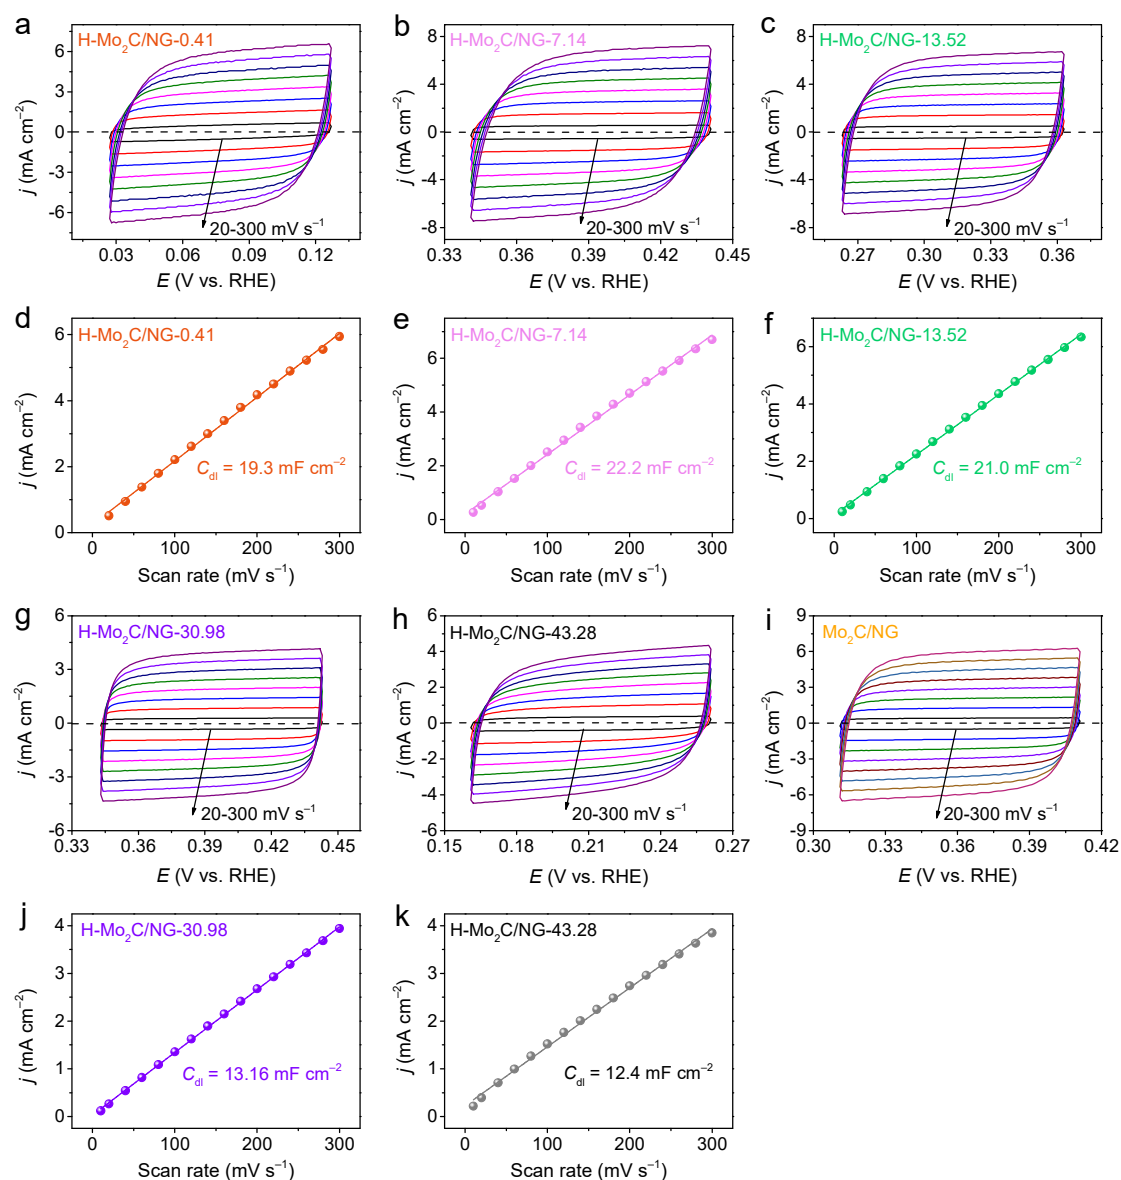 a
H-Mo₂C/NG-0.41
j (mA cm⁻²)
6
3
0
-3
-6
20-300 mV s⁻¹
0.03 0.06 0.09 0.12
E (V vs. RHE)
b
H-Mo₂C/NG-7.14
j (mA cm⁻²)
8
4
0
-4
-8
20-300 mV s⁻¹
0.33 0.36 0.39 0.42 0.45
E (V vs. RHE)
c
H-Mo₂C/NG-13.52
j (mA cm⁻²)
8
4
0
-4
-8
20-300 mV s⁻¹
0.27 0.30 0.33 0.36
E (V vs. RHE)
d
H-Mo₂C/NG-0.41
j (mA cm⁻²)
6
4
2
0
C_dl = 19.3 mF cm⁻²
0 100 200 300
Scan rate (mV s⁻¹)
e
H-Mo₂C/NG-7.14
j (mA cm⁻²)
6
4
2
0
C_dl = 22.2 mF cm⁻²
0 100 200 300
Scan rate (mV s⁻¹)
f
H-Mo₂C/NG-13.52
j (mA cm⁻²)
6
4
2
0
C_dl = 21.0 mF cm⁻²
0 100 200 300
Scan rate (mV s⁻¹)
g
H-Mo₂C/NG-30.98
j (mA cm⁻²)
6
3
0
-3
-6
20-300 mV s⁻¹
0.33 0.39 0.45
E (V vs. RHE)
h
H-Mo₂C/NG-43.28
j (mA cm⁻²)
6
4
2
0
-2
-4
-6
20-300 mV s⁻¹
0.15 0.18 0.21 0.24 0.27
E (V vs. RHE)
i
Mo₂C/NG
j (mA cm⁻²)
9
6
3
0
-3
-6
-9
20-300 mV s⁻¹
0.30 0.33 0.36 0.39 0.42
E (V vs. RHE)
j
H-Mo₂C/NG-30.98
j (mA cm⁻²)
4
3
2
1
0
C_dl = 13.16 mF cm⁻²
0 100 200 300
Scan rate (mV s⁻¹)
k
H-Mo₂C/NG-43.28
j (mA cm⁻²)
4
3
2
1
0
C_dl = 12.4 mF cm⁻²
0 100 200 300
Scan rate (mV s⁻¹)